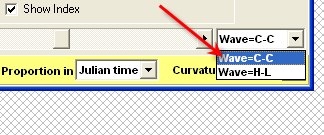 Show Index
Wave=C-C
Wave=C-C
Wave=H-L
Proportion in Julian time Curvatu